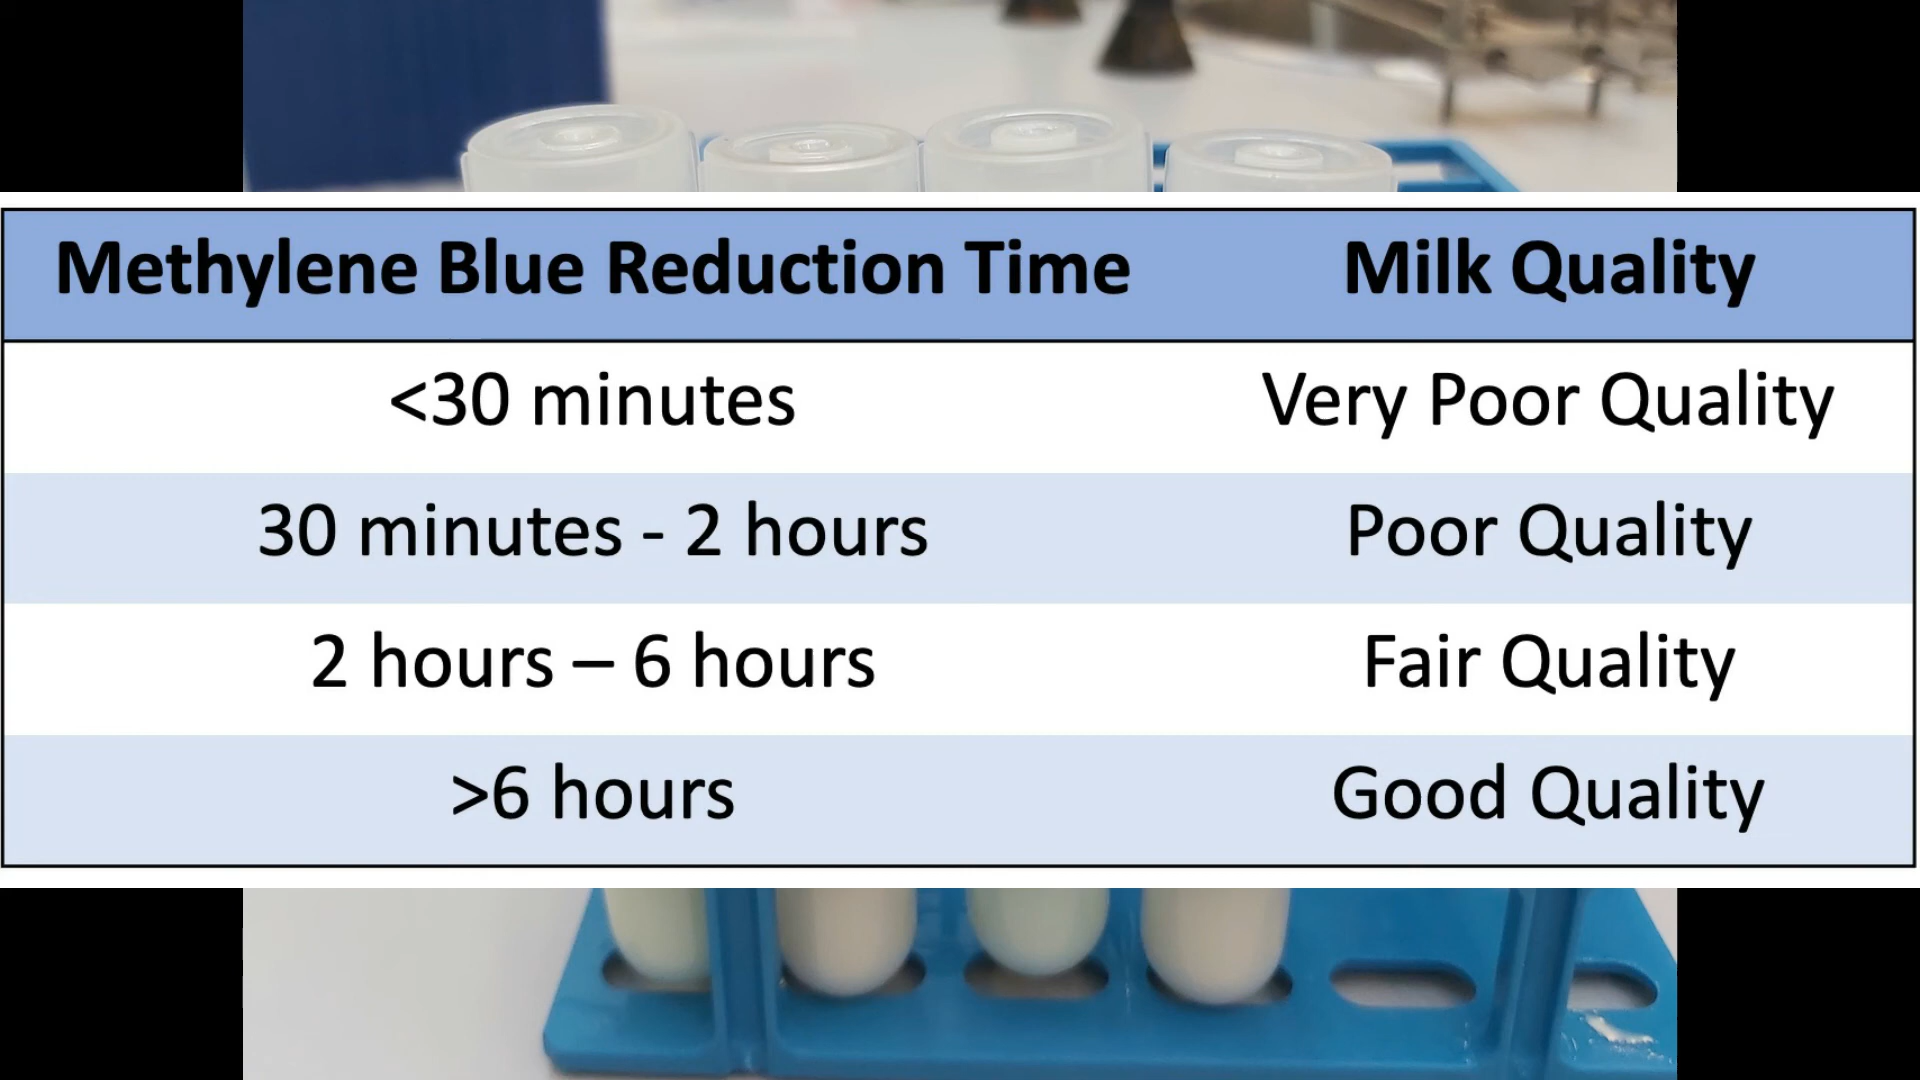 Methylene Blue Reduction Time Milk Quality
<30 minutes Very Poor Quality
30 minutes - 2 hours Poor Quality
2 hours – 6 hours Fair Quality
>6 hours Good Quality